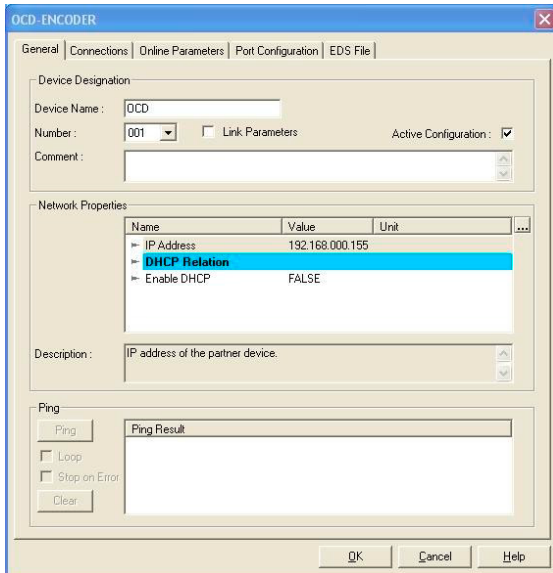 OCD-ENCODER
General Connections Online Parameters Port Configuration EDS File
Device Designation
Device Name : OCD
Number : 001 Link Parameters Active Configuration :
Comment :
Network Properties
Name Value Unit ...
IP Address 192.168.000.155
DHCP Relation
Enable DHCP FALSE
Description : IP address of the partner device.
Ping
Ping Ping Result
Loop
Stop on Error
Clear
OK Cancel Help